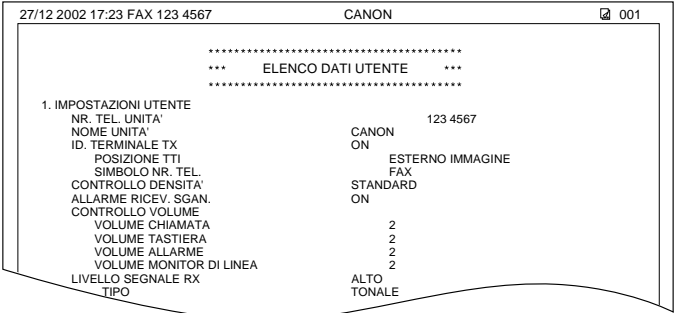 27/12 2002 17:23 FAX 123 4567 CANON 001
***************************************
*** ELENCO DATI UTENTE ***
***************************************
1. IMPOSTAZIONI UTENTE
NR. TEL. UNITA' 123 4567
NOME UNITA' CANON
ID. TERMINALE TX ON
POSIZIONE TTI ESTERNO IMMAGINE
SIMBOLO NR. TEL. FAX
CONTROLLO DENSITA' STANDARD
ALLARME RICEV. SGAN. ON
CONTROLLO VOLUME
VOLUME CHIAMATA 2
VOLUME TASTIERA 2
VOLUME ALLARME 2
VOLUME MONITOR DI LINEA 2
LIVELLO SEGNALE RX ALTO
TIPO TONALE